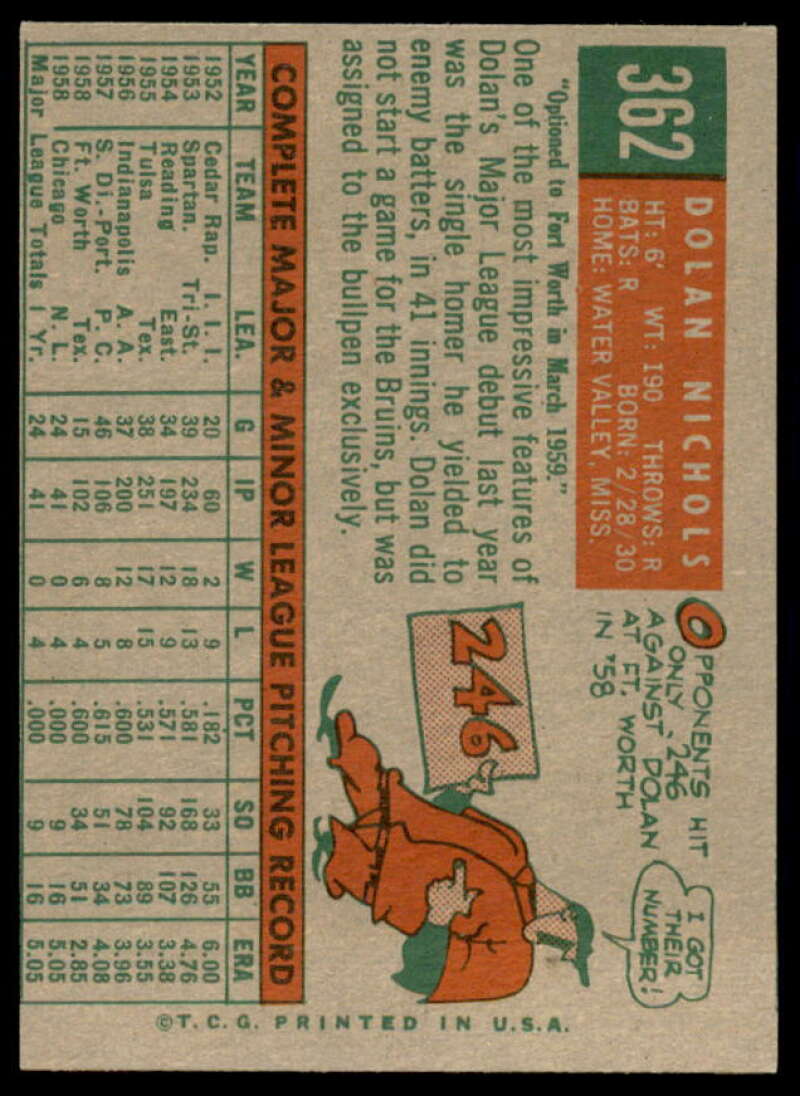 362
DOLAN NICHOLS
HT: 6' WT: 190 THROWS: R
BATS: R BORN: 2/28/30
HOME: WATER VALLEY, MISS.
"Optioned to Fort Worth in March 1959."
One of the most impressive features of
Dolan's Major League debut last year
was the single homer he yielded to
enemy batters, in 41 innings. Dolan did
not start a game for the Bruins, but was
assigned to the bullpen exclusively.
OPPONENTS HIT
ONLY .246
AGAINST DOLAN
AT FT. WORTH
IN '58
I GOT
THEIR
NUMBER!
246
COMPLETE MAJOR & MINOR LEAGUE PITCHING RECORD
YEAR TEAM LEA. G IP W L PCT SO BB ERA
1952 Cedar Rap. I. I. I. 20 60 2 9 .182 33 55 6.00
1953 Spartan. Tri-St. 39 234 18 13 .581 168 126 4.76
1954 Reading East. 34 197 12 9 .571 92 107 3.38
1955 Tulsa Tex. 38 251 17 15 .531 104 89 3.55
1956 Indianapolis A. A. 37 200 12 8 .600 78 73 3.96
1957 S. Di.-Port. P. C. 46 106 8 5 .615 51 34 4.08
1958 Ft. Worth Tex. 15 102 6 4 .600 34 51 2.85
1958 Chicago N. L. 24 41 0 4 .000 9 16 5.05
Major League Totals 1 Yr. 24 41 0 4 .000 9 16 5.05
©T. C. G. PRINTED IN U.S.A.